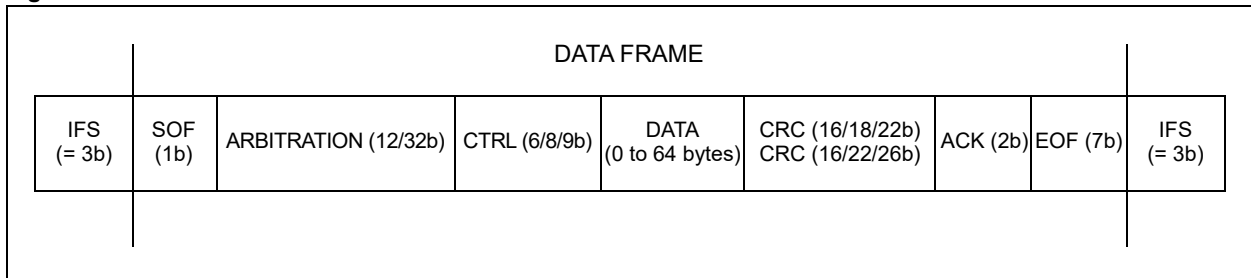 DATA FRAME
IFS
(= 3b)
SOF
(1b)
ARBITRATION (12/32b)
CTRL (6/8/9b)
DATA
(0 to 64 bytes)
CRC (16/18/22b)
CRC (16/22/26b)
ACK (2b)
EOF (7b)
IFS
(= 3b)